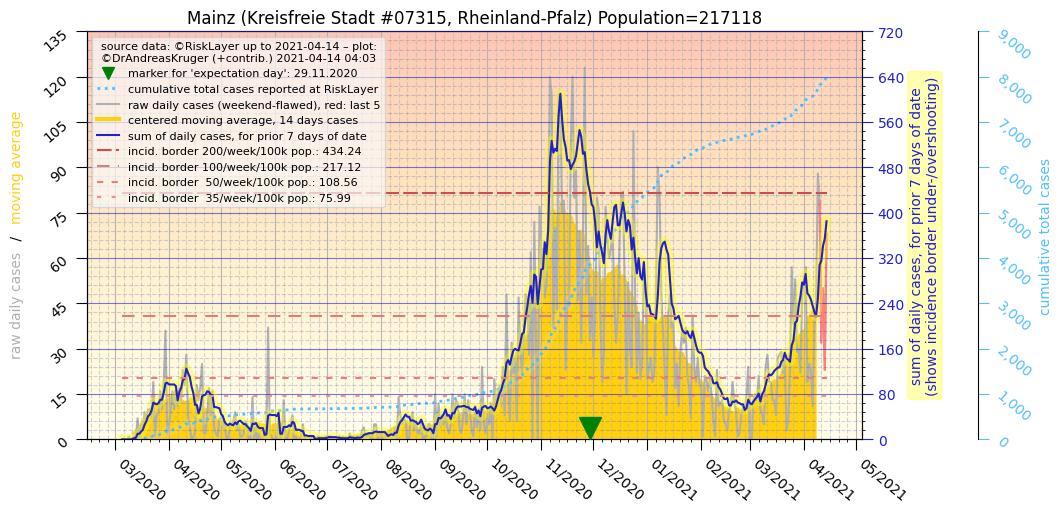 Mainz (Kreisfreie Stadt #07315, Rheinland-Pfalz) Population=217118
source data: ©RiskLayer up to 2021-04-14 – plot:
©DrAndreasKruger (+contrib.) 2021-04-14 04:03
marker for 'expectation day': 29.11.2020
cumulative total cases reported at RiskLayer
raw daily cases (weekend-flawed), red: last 5
centered moving average, 14 days cases
sum of daily cases, for prior 7 days of date
incid. border 200/week/100k pop.: 434.24
incid. border 100/week/100k pop.: 217.12
incid. border  50/week/100k pop.: 108.56
incid. border  35/week/100k pop.: 75.99
raw daily cases / moving average
135
120
105
90
75
60
45
30
15
0
03/2020
04/2020
05/2020
06/2020
07/2020
08/2020
09/2020
10/2020
11/2020
12/2020
01/2021
02/2021
03/2021
04/2021
05/2021
720
640
560
480
400
320
240
160
80
0
sum of daily cases, for prior 7 days of date
(shows incidence border under-/overshooting)
9,000
8,000
7,000
6,000
5,000
4,000
3,000
2,000
1,000
0
cumulative total cases